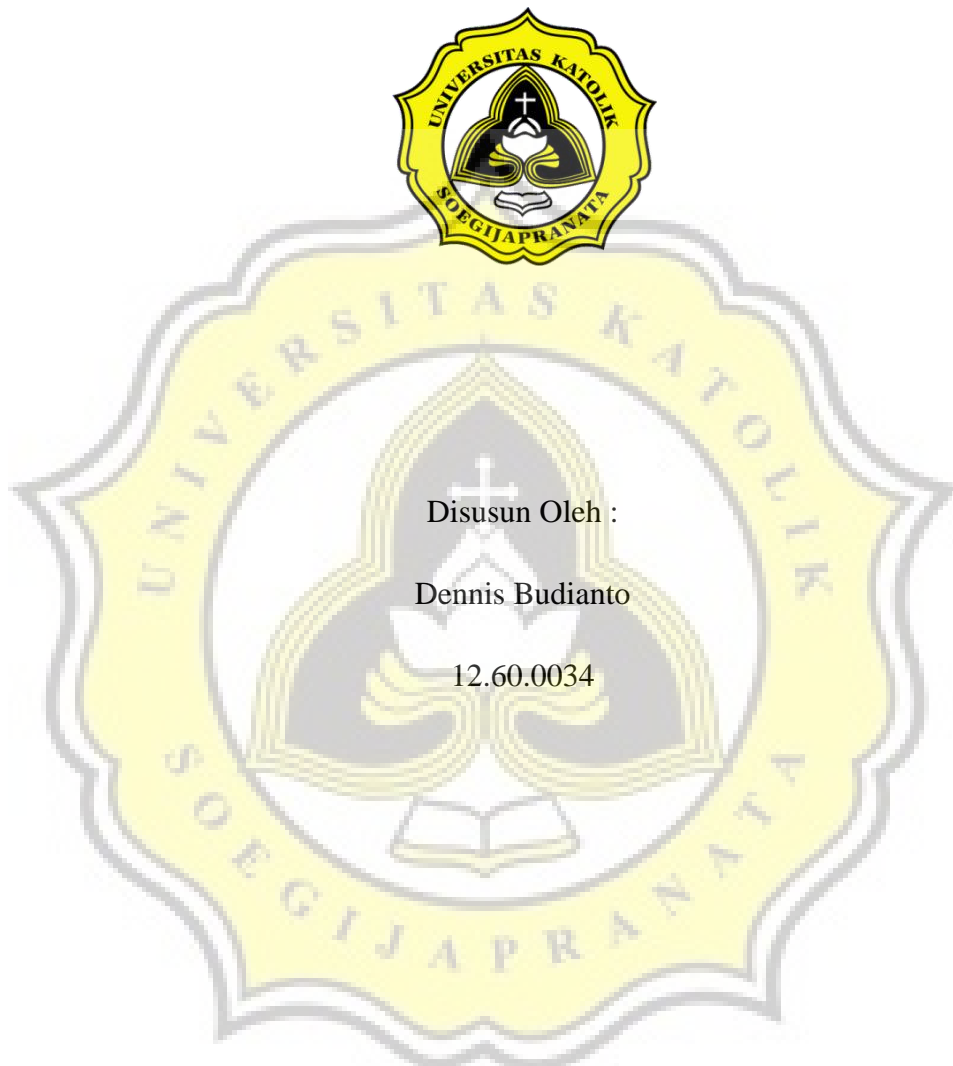 UNIVERSITAS KATOLIK
SOEGIJAPRANATA
UNIVERSITAS KATOLIK
Disusun Oleh :
Dennis Budianto
12.60.0034
SOEGIJAPRANATA